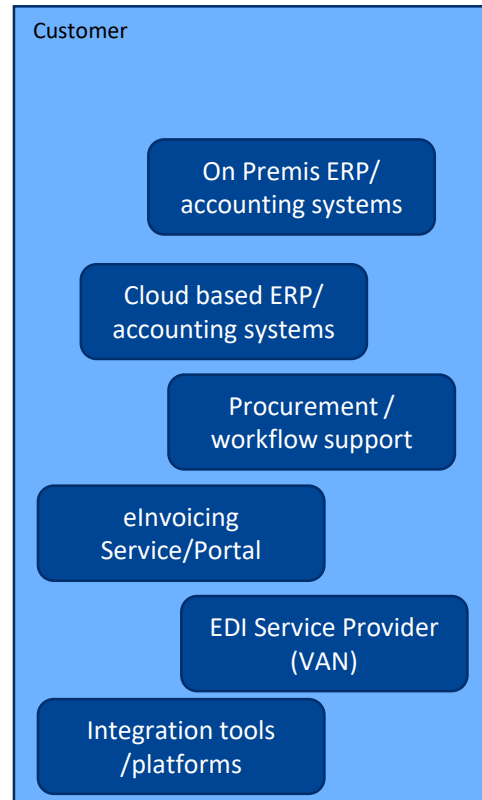 Customer
On Premis ERP/
accounting systems
Cloud based ERP/
accounting systems
Procurement /
workflow support
eInvoicing
Service/Portal
EDI Service Provider
(VAN)
Integration tools
/platforms